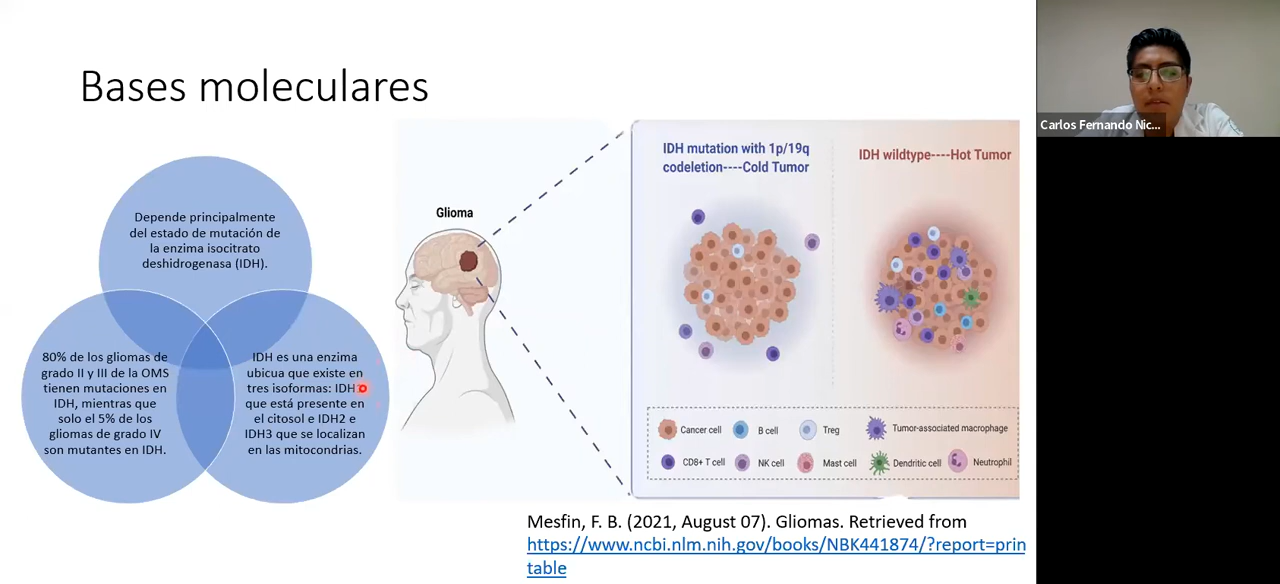 Bases moleculares
Depende principalmente
del estado de mutación de
la enzima isocitrato
deshidrogenasa (IDH).
80% de los gliomas de
grado II y III de la OMS
tienen mutaciones en
IDH, mientras que
solo el 5% de los
gliomas de grado IV
son mutantes en IDH.
IDH es una enzima
ubicua que existe en
tres isoformas: IDH
que está presente en
el citosol e IDH2 e
IDH3 que se localizan
en las mitocondrias.
Glioma
IDH mutation with 1p/19q
codeletion----Cold Tumor
IDH wildtype----Hot Tumor
Cancer cell
B cell
Treg
Tumor-associated macrophage
CD8+ T cell
NK cell
Mast cell
Dendritic cell
Neutrophil
Mesfin, F. B. (2021, August 07). Gliomas. Retrieved from
https://www.ncbi.nlm.nih.gov/books/NBK441874/?report=prin
table
Carlos Fernando Nic...